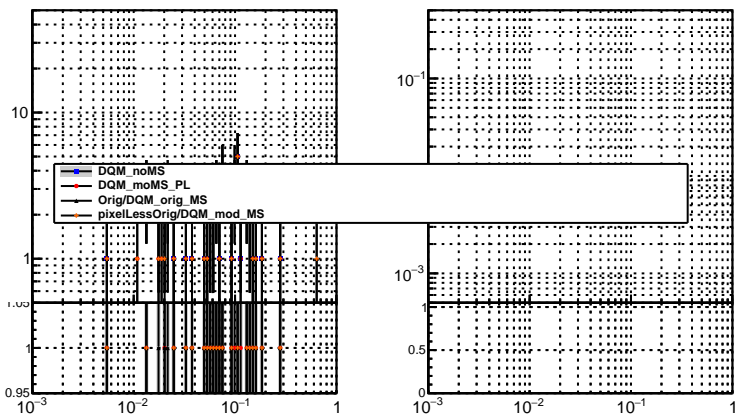 10
10⁻¹
DQM_noMS
DQM_moMS_PL
Orig/DQM_orig_MS
pixelLessOrig/DQM_mod_MS
1
10⁻³
1.05
1
1
0.5
0.95
0
10⁻³ 10⁻² 10⁻¹ 1
10⁻³ 10⁻² 10⁻¹ 1